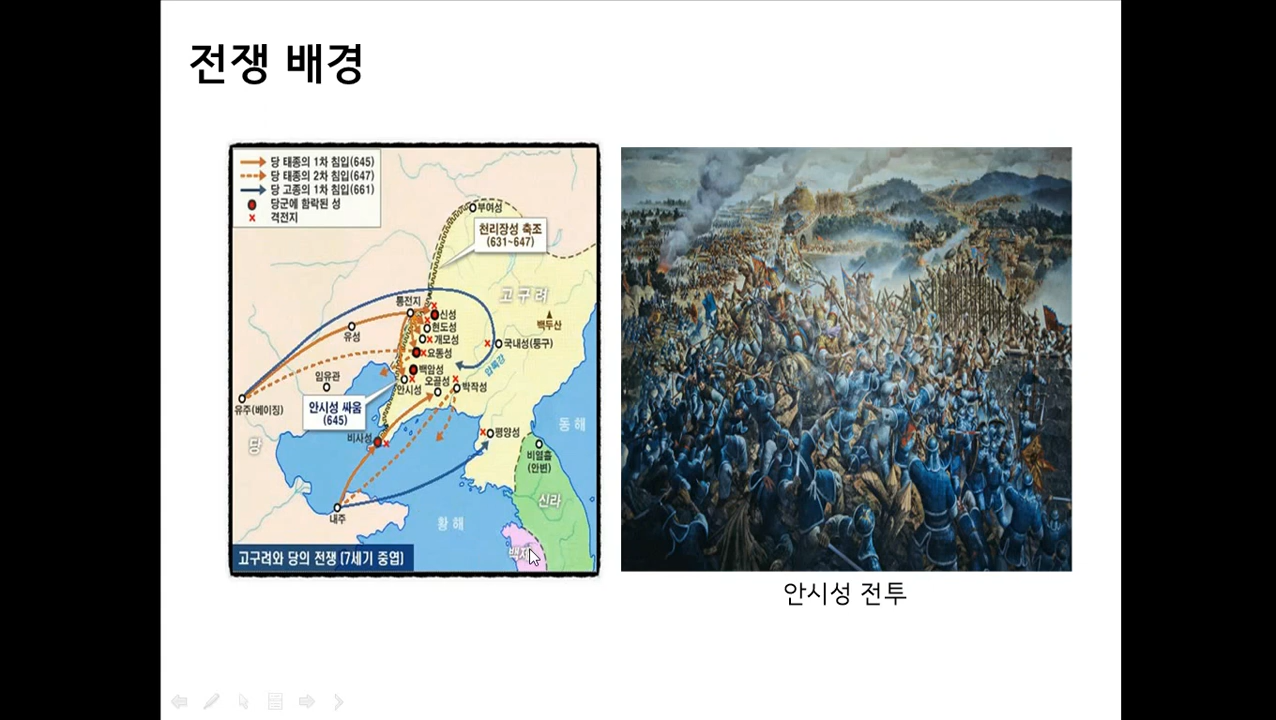 전쟁 배경
당 태종의 1차 침입(645)
당 태종의 2차 침입(647)
당 고종의 1차 침입(661)
당군에 함락된 성
격전지
부여성
천리장성 축조
(631~647)
고구려
통전지
신성
백두산
현도성
유성
개모성
국내성(퉁구)
요동성
압록강
백암성
임유관
안시성
오골성
박작성
유주(베이징)
안시성 싸움
(645)
동해
비사성
평양성
당
비열홀
(안변)
신라
내주
황해
고구려와 당의 전쟁 (7세기 중엽)
안시성 전투